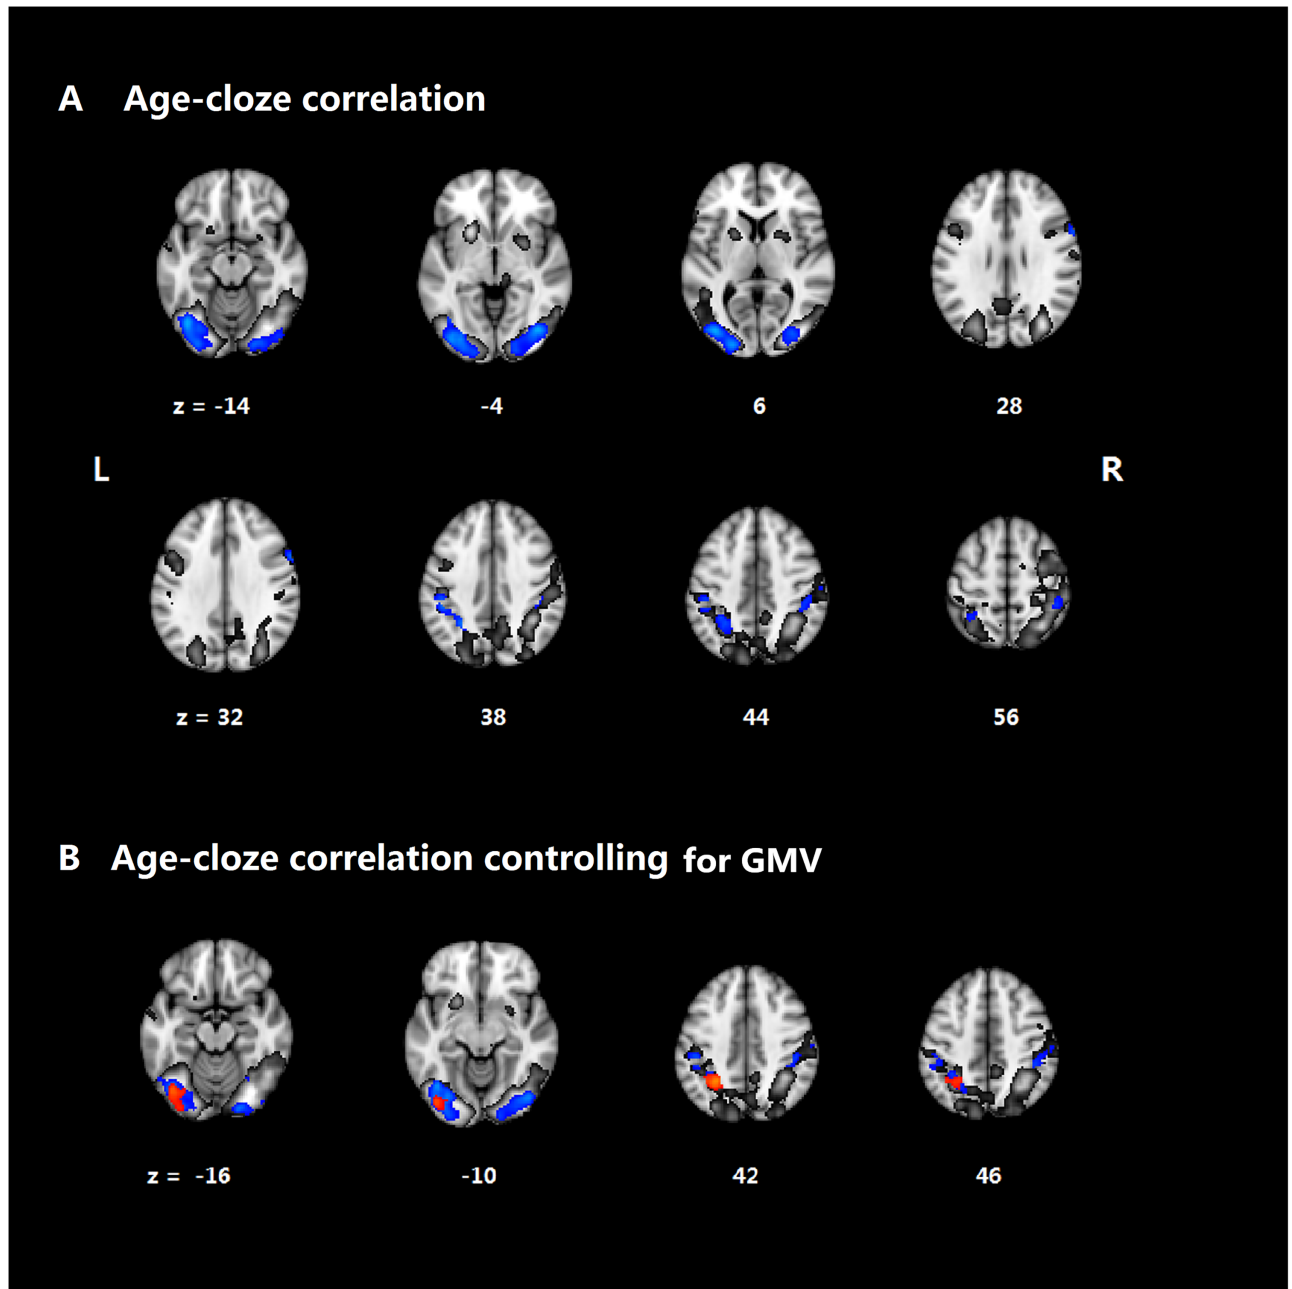 A Age-cloze correlation
z = -14 -4 6 28
L R
z = 32 38 44 56
B Age-cloze correlation controlling for GMV
z = -16 -10 42 46